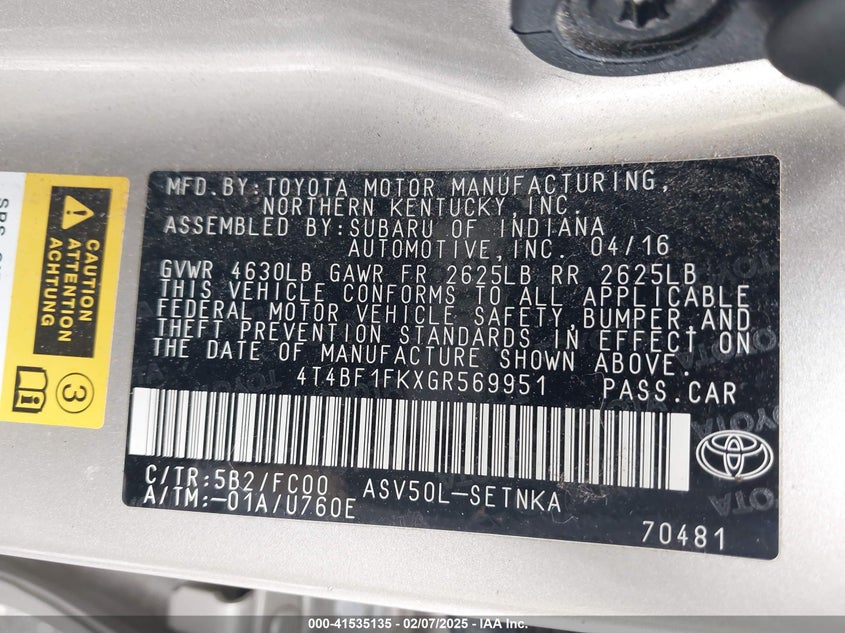 MFD.BY:TOYOTA MOTOR MANUFACTURING,
NORTHERN KENTUCKY,INC.
ASSEMBLED BY:SUBARU OF INDIANA
AUTOMOTIVE,INC. 04/16
GVWR 4630LB GAWR FR 2625LB RR 2625LB
THIS VEHICLE CONFORMS TO ALL APPLICABLE
FEDERAL MOTOR VEHICLE SAFETY,BUMPER,AND
THEFT PREVENTION STANDARDS IN EFFECT ON
THE DATE OF MANUFACTURE SHOWN ABOVE.
4T4BF1FKXGR569951 PASS.CAR
C/TR:5B2/FC00 ASV50L-SETNKA
A/TM:-01A/U760E
70481
CAUTION
ATTENTION
3
TOYOTA
000-41535135 - 02/07/2025 - IAA Inc.